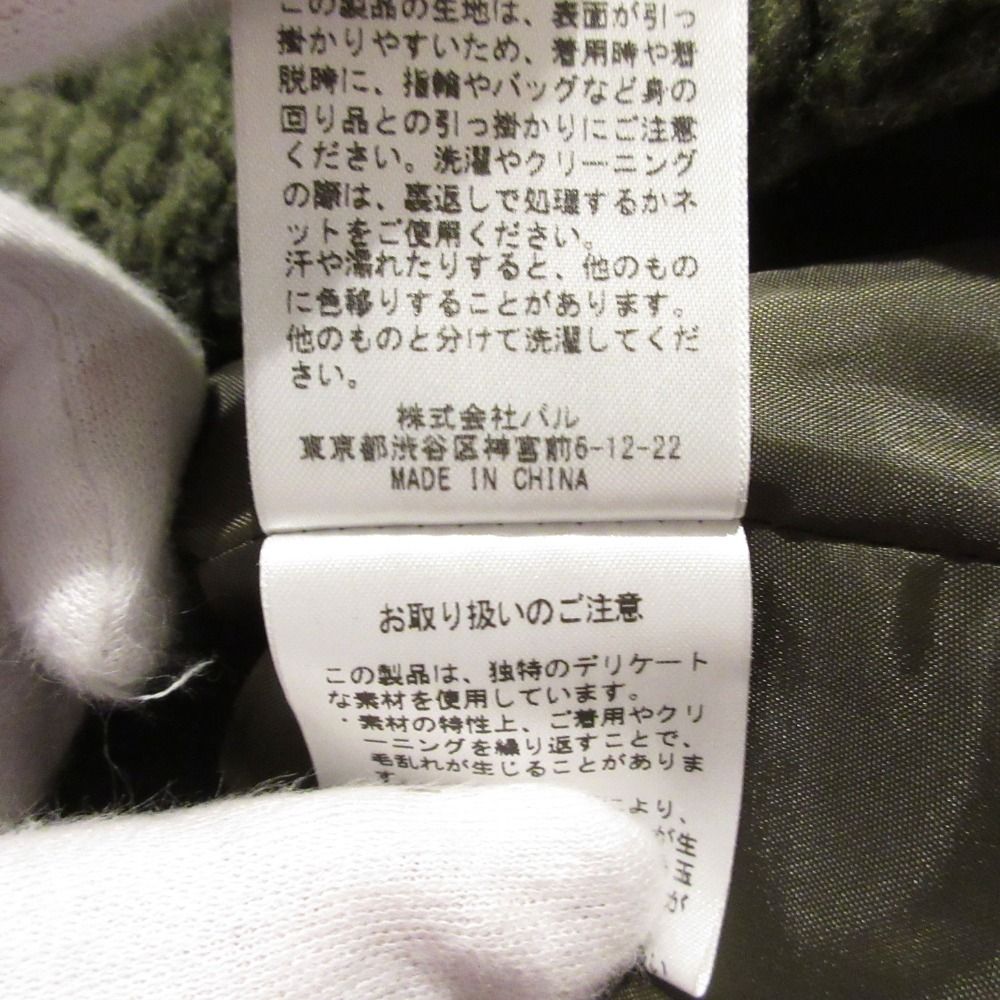 この製品の生地は、表面が引っ
掛かりやすいため、着用時や着
脱時に、指輪やバッグなど身の
回り品との引っ掛かりにご注意
ください。洗濯やクリーニング
の際は、裏返しで処理するかネ
ットをご使用ください。
汗や濡れたりすると、他のもの
に色移りすることがあります。
他のものと分けて洗濯してくだ
さい。
株式会社パル
東京都渋谷区神宮前6-12-22
MADE IN CHINA
お取り扱いのご注意
この製品は、独特のデリケート
な素材を使用しています。
・素材の特性上、ご着用やクリ
ーニングを繰り返すことで、
毛乱れが生じることがありま
す。
により、
が生
玉
が